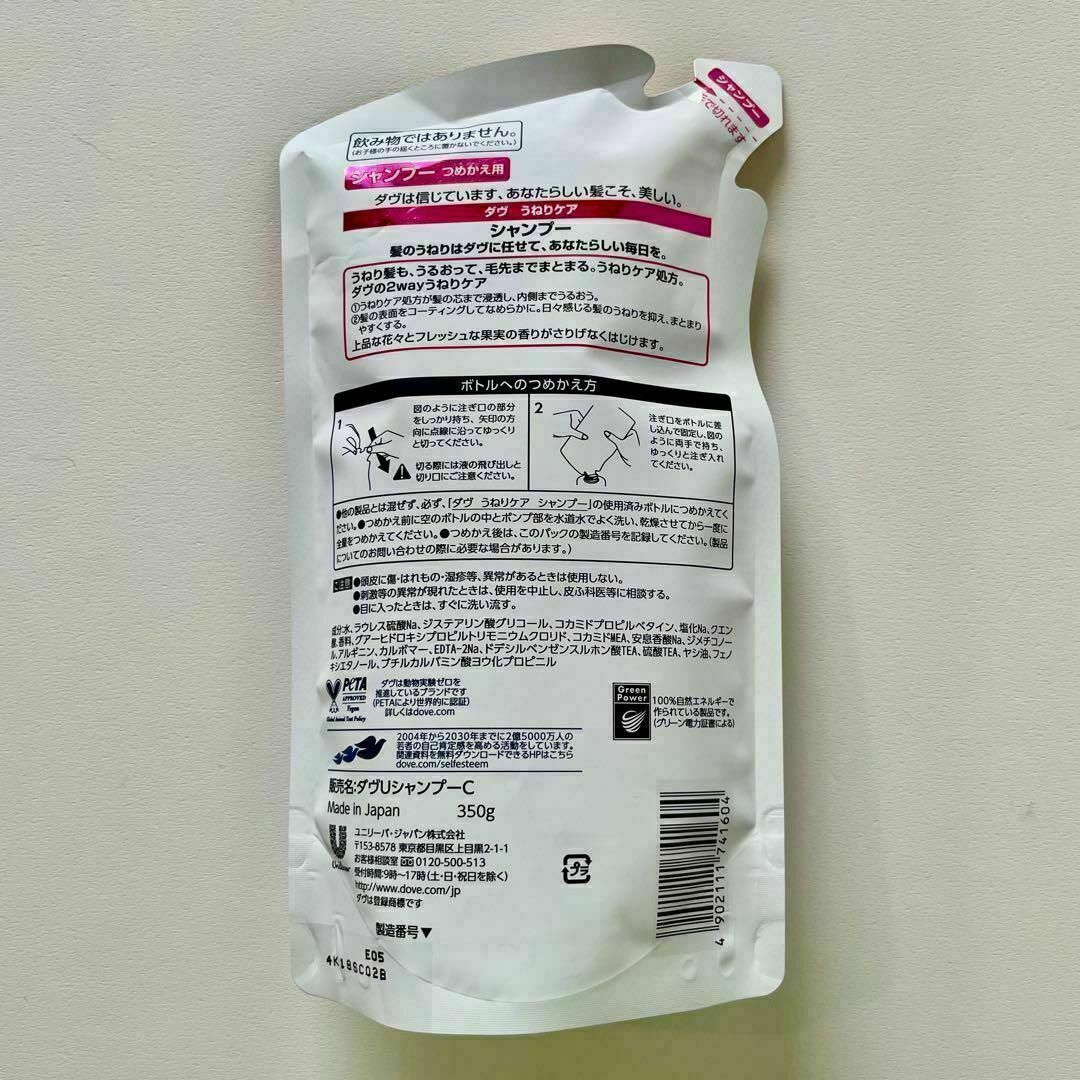 シャンプー
手で切れます
飲み物ではありません。
(お子様の手の届くところに置かないでください。)
シャンプー つめかえ用
ダヴは信じています、あなたらしい髪こそ、美しい。
ダヴ うねりケア
シャンプー
髪のうねりはダヴに任せて、あなたらしい毎日を。
うねり髪も、うるおって、毛先までまとまる。うねりケア処方。
ダヴの2wayうねりケア
①うねりケア処方が髪の芯まで浸透し、内側までうるおう。
②髪の表面をコーティングしてなめらかに。日々感じる髪のうねりを抑え、まとまり
やすくする。
上品な花々とフレッシュな果実の香りがさりげなくはじけます。
ボトルへのつめかえ方
1
図のように注ぎ口の部分
をしっかり持ち、矢印の方
向に点線に沿ってゆっくり
と切ってください。
切る際には液の飛び出しと
切り口にご注意ください。
2
注ぎ口をボトルに差
し込んで固定し、図の
ように両手で持ち、
ゆっくりと注ぎ入れ
てください。
●他の製品とは混ぜず、必ず、「ダヴ うねりケア シャンプー」の使用済みボトルにつめかえてく
ださい。●つめかえ前に空のボトルの中とポンプ部を水道水でよく洗い、乾燥させてから一度に
全量をつめかえてください。●つめかえ後は、このパックの製造番号を記録してください。(製品
についてのお問い合わせの際に必要な場合があります。)
ご注意 ●頭皮に傷・はれもの・湿疹等、異常があるときは使用しない。
●刺激等の異常が現れたときは、使用を中止し、皮ふ科医等に相談する。
●目に入ったときは、すぐに洗い流す。
成分:水、ラウレス硫酸Na、ジステアリン酸グリコール、コカミドプロピルベタイン、塩化Na、クエン
酸、香料、グアーヒドロキシプロピルトリモニウムクロリド、コカミドMEA、安息香酸Na、ジメチコノー
ル、アルギニン、カルボマー、EDTA-2Na、ドデシルベンゼンスルホン酸TEA、硫酸TEA、ヤシ油、フェノ
キシエタノール、ブチルカルバミン酸ヨウ化プロピニル
PETA
APPROVED
Vegan
Global Animal Test Policy
ダヴは動物実験ゼロを
推進しているブランドです
(PETAにより世界的に認証)
詳しくはdove.com
Green
Power
100%自然エネルギーで
作られている製品です。
(グリーン電力証書による)
2004年から2030年までに2億5000万人の
若者の自己肯定感を高める活動をしています。
関連資料を無料ダウンロードできるHPはこちら
dove.com/selfesteem
販売名:ダヴUシャンプーC
Made in Japan 350g
Unilever
ユニリーバ・ジャパン株式会社
〒153-8578 東京都目黒区上目黒2-1-1
お客様相談室 0120-500-513
受付時間:9時〜17時(土・日・祝日を除く)
http://www.dove.com/jp
ダヴは登録商標です
プラ
4 902111 741604
製造番号▼
E05
4K18SC02B